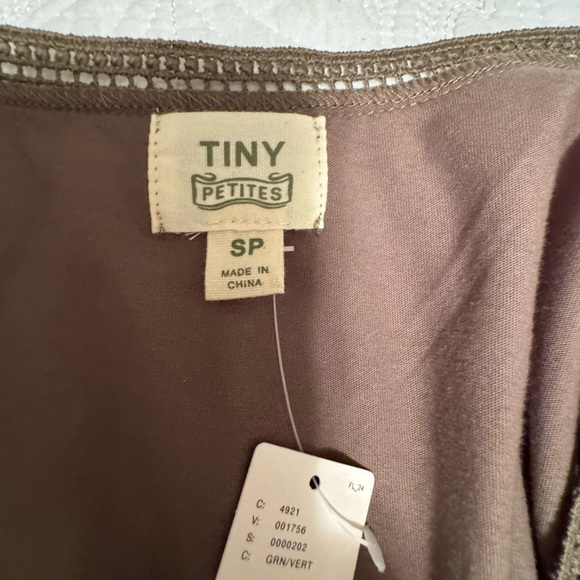 TINY
PETITES
SP
MADE IN
CHINA
FL_24
C: 4921
V: 001756
S: 0000202
C: GRN/VERT